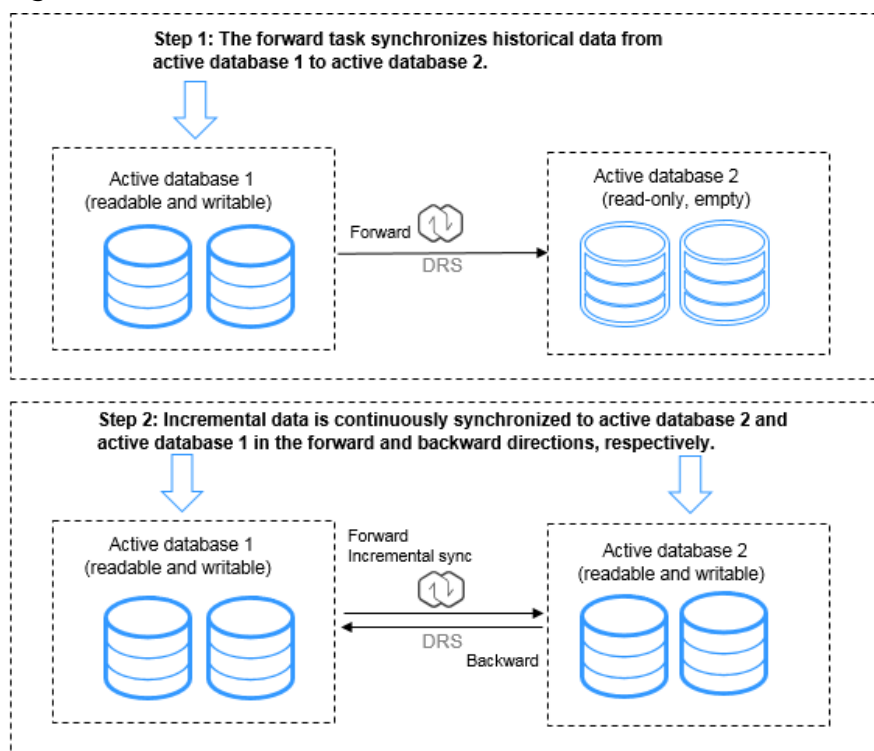 Step 1: The forward task synchronizes historical data from
active database 1 to active database 2.
Active database 1
(readable and writable)
Forward
DRS
Active database 2
(read-only, empty)
Step 2: Incremental data is continuously synchronized to active database 2 and
active database 1 in the forward and backward directions, respectively.
Active database 1
(readable and writable)
Forward
Incremental sync
DRS
Backward
Active database 2
(readable and writable)